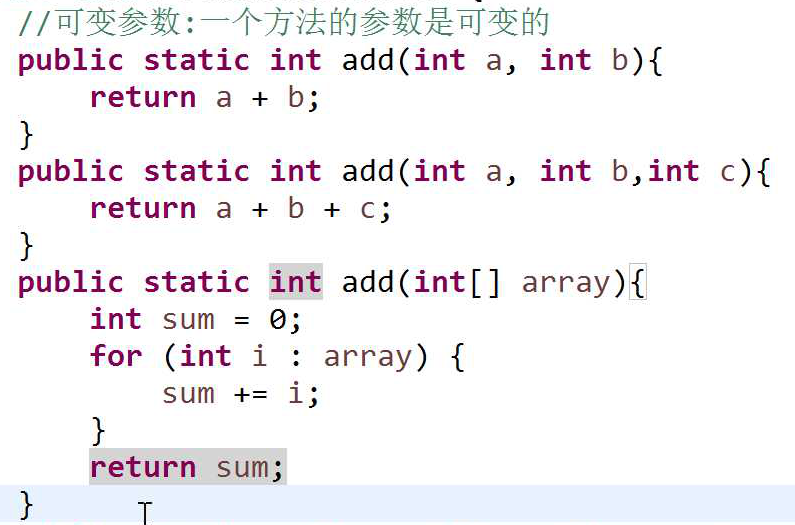 //可变参数:一个方法的参数是可变的
public static int add(int a, int b){
    return a + b;
}
public static int add(int a, int b,int c){
    return a + b + c;
}
public static int add(int[] array){
    int sum = 0;
    for (int i : array) {
        sum += i;
    }
    return sum;
}